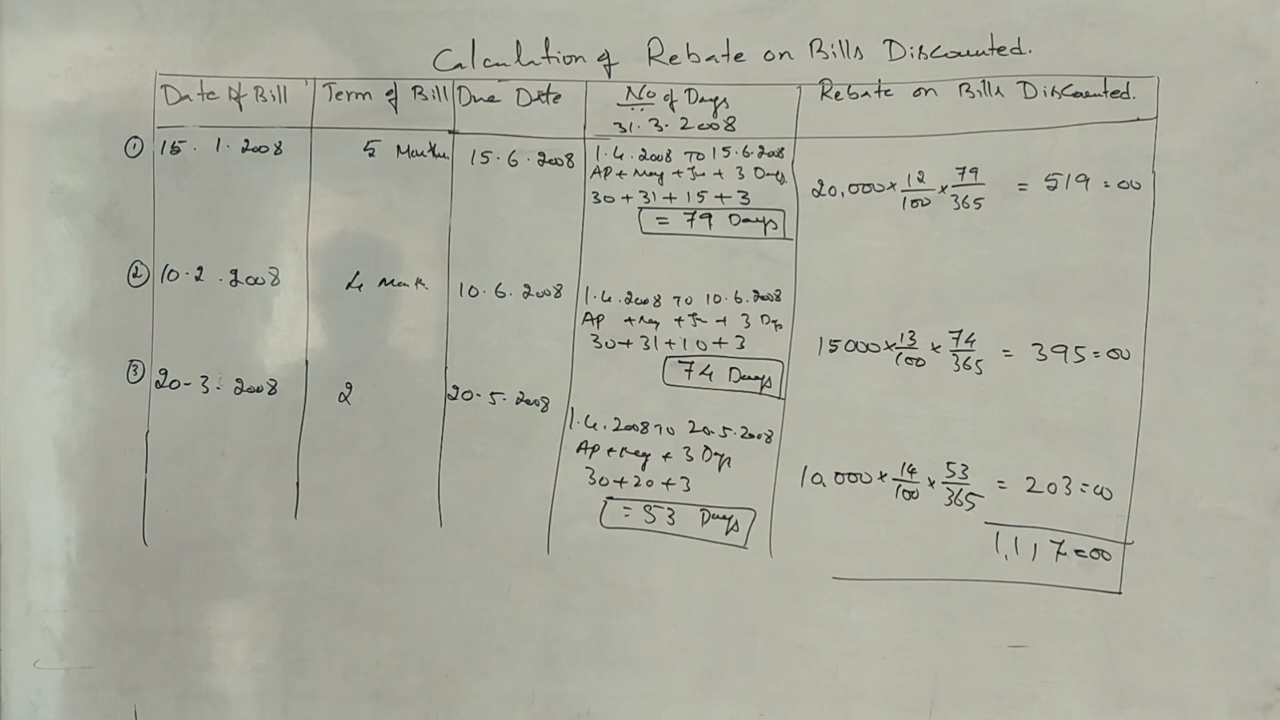 Calculation of Rebate on Bills Discounted.
Date of Bill Term of Bill Due Date No of Days Rebate on Bills Discounted.
31.3.2008
① 15.1.2008 5 Months 15.6.2008 1.4.2008 TO 15.6.2008
AP + May + Ju + 3 Days
30+31+15+3
= 79 Days
20,000 × 12/100 × 79/365 = 519=00
② 10.2.2008 4 Month 10.6.2008 1.4.2008 TO 10.6.2008
AP + May + Ju + 3 Dys
30+31+10+3
74 Days
15000 × 13/100 × 74/365 = 395=00
③ 20-3-2008 2 20-5-2008 1.4.2008 TO 20.5.2008
AP + May + 3 Dys
30+20+3
= 53 Days
10,000 × 14/100 × 53/365 = 203=00
1,117=00